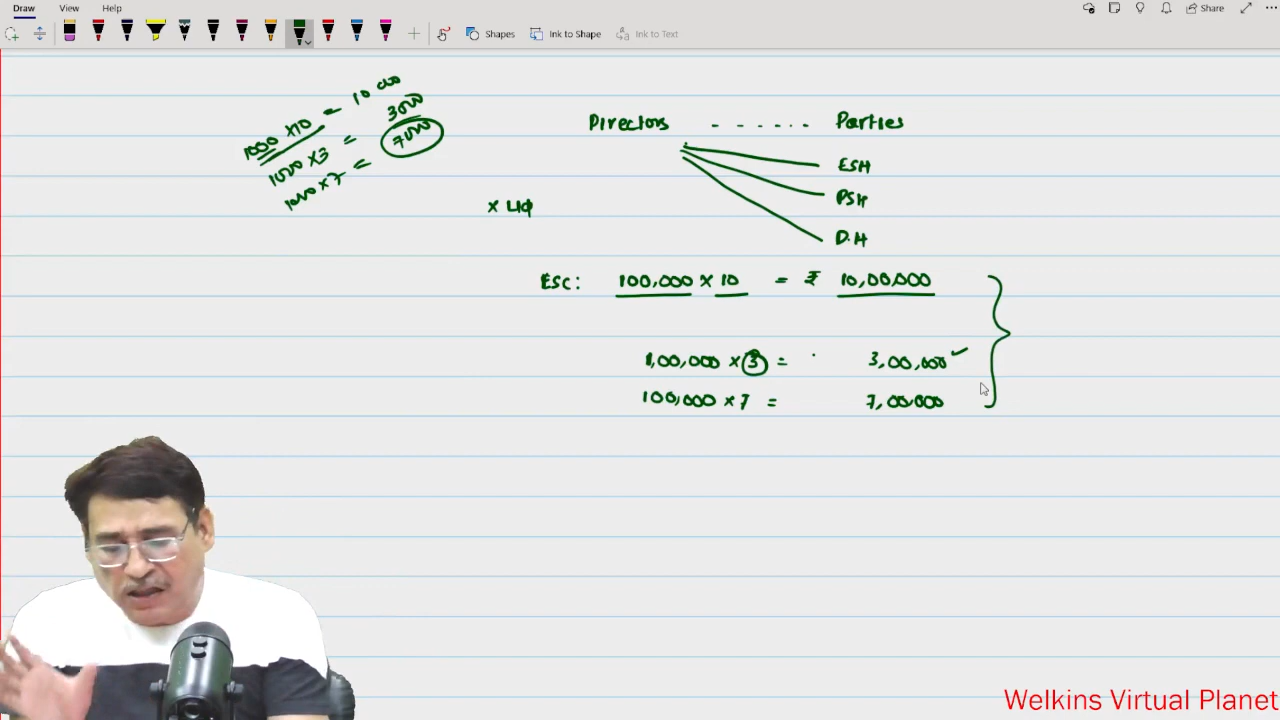 Draw View Help
Share
Shapes Ink to Shape Ink to Text
1000 × 10 = 10 000
1000 × 3 = 3000
1000 × 7 = 7000
Directors - - - - - - Parties
ESH
PSH
D.H
× LIQ
ESC: 100,000 × 10 = ₹ 10,00,000
1,00,000 × 3 = 3,00,000 ✓
100,000 × 7 = 7,00,000
Welkins Virtual Planet